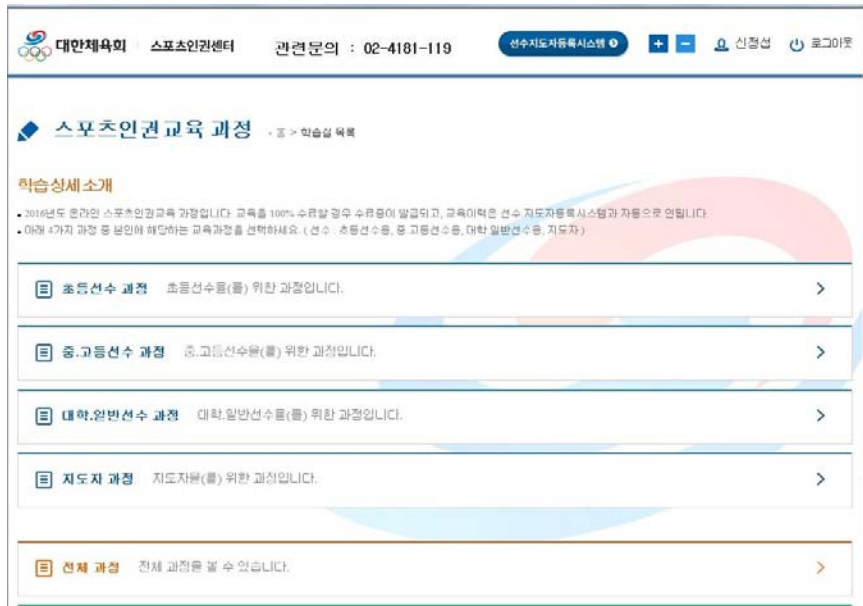 대한체육회 스포츠인권센터 관련문의 : 02-4181-119 선수지도자등록시스템 + - 신정섭 로그아웃
스포츠인권교육 과정 · 홈 > 학습실 목록
학습상세소개
2016년도 온라인 스포츠인권교육 과정입니다. 교육을 100% 수료할 경우 수료증이 발급되고, 교육이력은 선수 지도자등록시스템과 자동으로 연됩니다.
아래 4가지 과정 중 본인에 해당하는 교육과정을 선택하세요. ( 선수 : 초등선수용, 중 고등선수용, 대학 일반선수용, 지도자 )
초등선수 과정 초등선수을(를) 위한 과정입니다.
중.고등선수 과정 중.고등선수을(를) 위한 과정입니다.
대학.일반선수 과정 대학.일반선수을(를) 위한 과정입니다.
지도자 과정 지도자을(를) 위한 과정입니다.
전체 과정 전체 과정을 볼 수 있습니다.